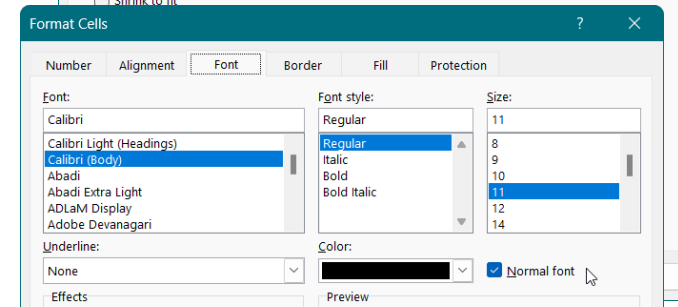 Shrink to fit
Format Cells
Number Alignment Font Border Fill Protection
Font: Font style: Size:
Calibri Regular 11
Calibri Light (Headings) Regular 8
Calibri (Body) Italic 9
Abadi Bold 10
Abadi Extra Light Bold Italic 11
ADLaM Display 12
Adobe Devanagari 14
Underline: Color:
None Normal font
Effects Preview